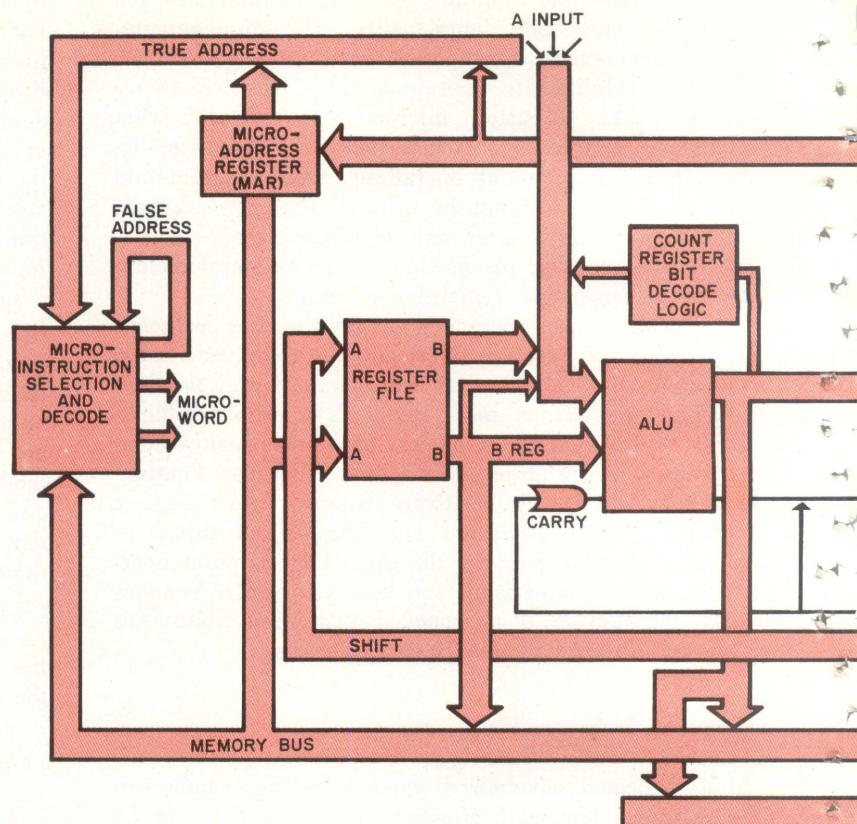 A INPUT
TRUE ADDRESS
MICRO-
ADDRESS
REGISTER
(MAR)
FALSE
ADDRESS
COUNT
REGISTER
BIT
DECODE
LOGIC
MICRO-
INSTRUCTION
SELECTION
AND
DECODE
MICRO-
WORD
A
B
REGISTER
FILE
A
B
B REG
ALU
CARRY
SHIFT
MEMORY BUS